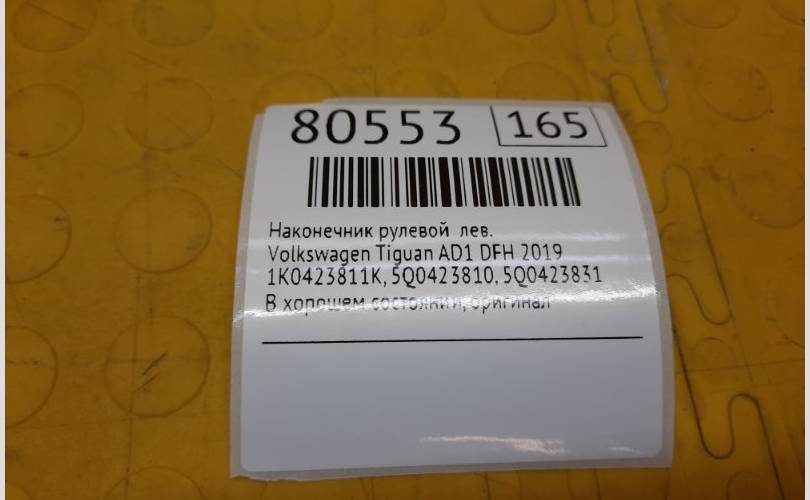 80553 165
Наконечник рулевой лев.
Volkswagen Tiguan AD1 DFH 2019
1K0423811K, 5Q0423810, 5Q0423831
В хорошем состоянии, оригинал